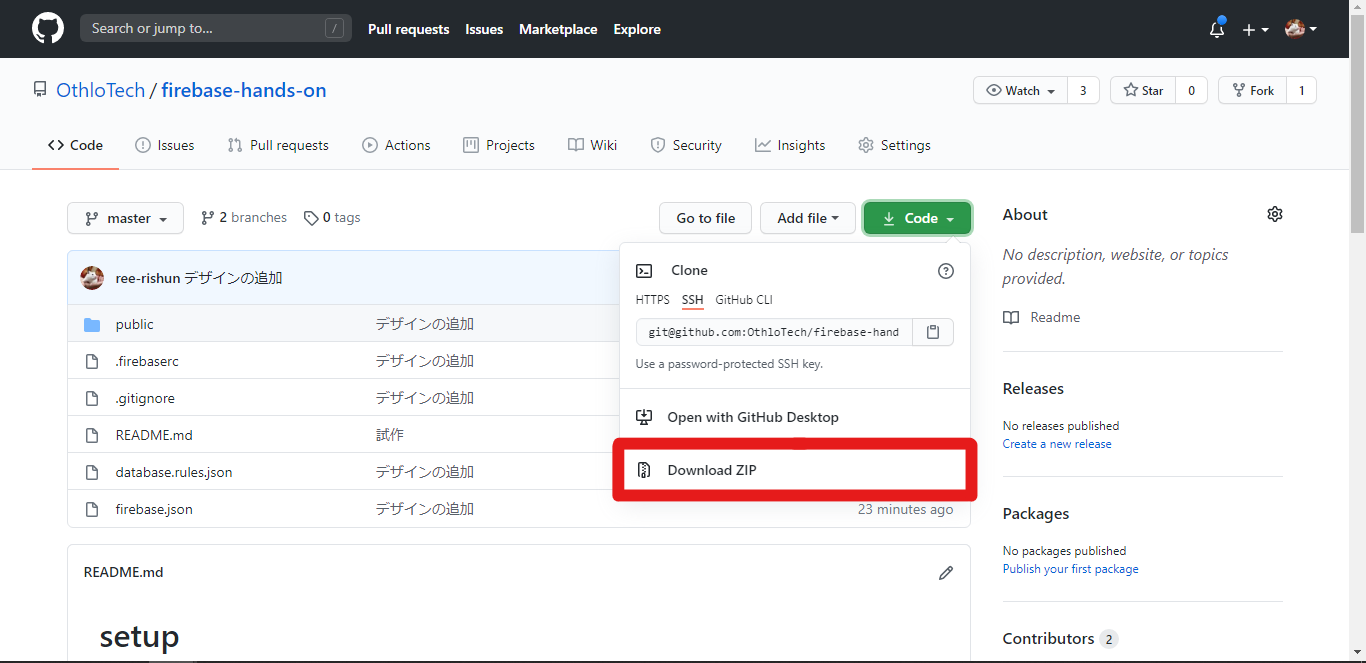 Search or jump to... /
Pull requests Issues Marketplace Explore
OthloTech / firebase-hands-on
Watch 3 Star 0 Fork 1
Code Issues Pull requests Actions Projects Wiki Security Insights Settings
master 2 branches 0 tags Go to file Add file Code
ree-rishun デザインの追加
public デザインの追加
.firebaserc デザインの追加
.gitignore デザインの追加
README.md 試作
database.rules.json デザインの追加
firebase.json デザインの追加 23 minutes ago
Clone
HTTPS SSH GitHub CLI
git@github.com:OthloTech/firebase-hand
Use a password-protected SSH key.
Open with GitHub Desktop
Download ZIP
README.md
setup
About
No description, website, or topics
provided.
Readme
Releases
No releases published
Create a new release
Packages
No packages published
Publish your first package
Contributors 2